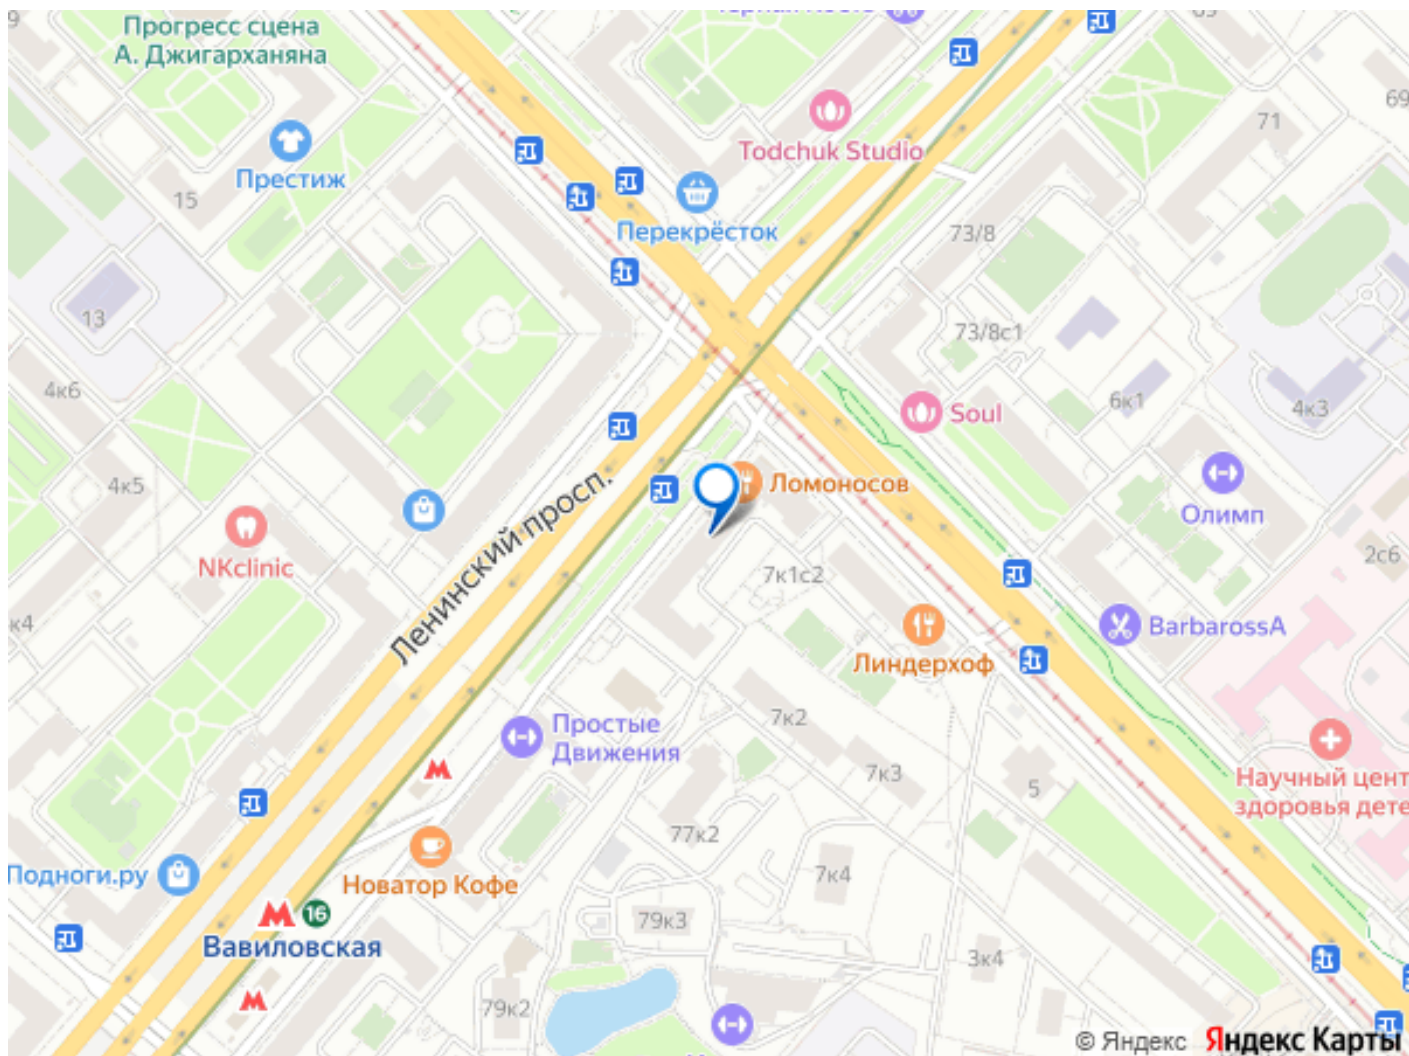 Прогресс сцена
А. Джигарханяна
Todchuk Studio
71
69
Престиж
15
Перекрёсток
73/8
13
73/8с1
4к6
6к1
4к3
Soul
4к5
Ломоносов
Олимп
Ленинский просп.
NKclinic
7к1с2
2с6
к4
BarbarossA
Линдерхоф
Простые
Движения
7к2
7к3
5
Научный цент
здоровья дете
77к2
Подноги.ру
Новатор Кофе
7к4
16
79к3
Вавиловская
3к4
79к2
© Яндекс Яндекс Карты